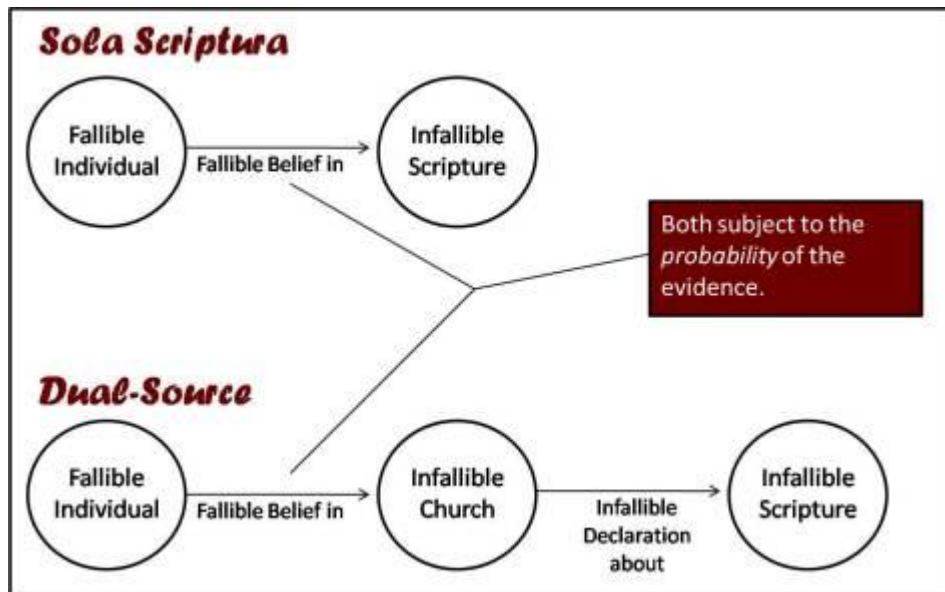 Sola Scriptura
Fallible
Individual
Fallible Belief in
Infallible
Scripture
Both subject to the
probability of the
evidence.
Dual-Source
Fallible
Individual
Fallible Belief in
Infallible
Church
Infallible
Declaration
about
Infallible
Scripture